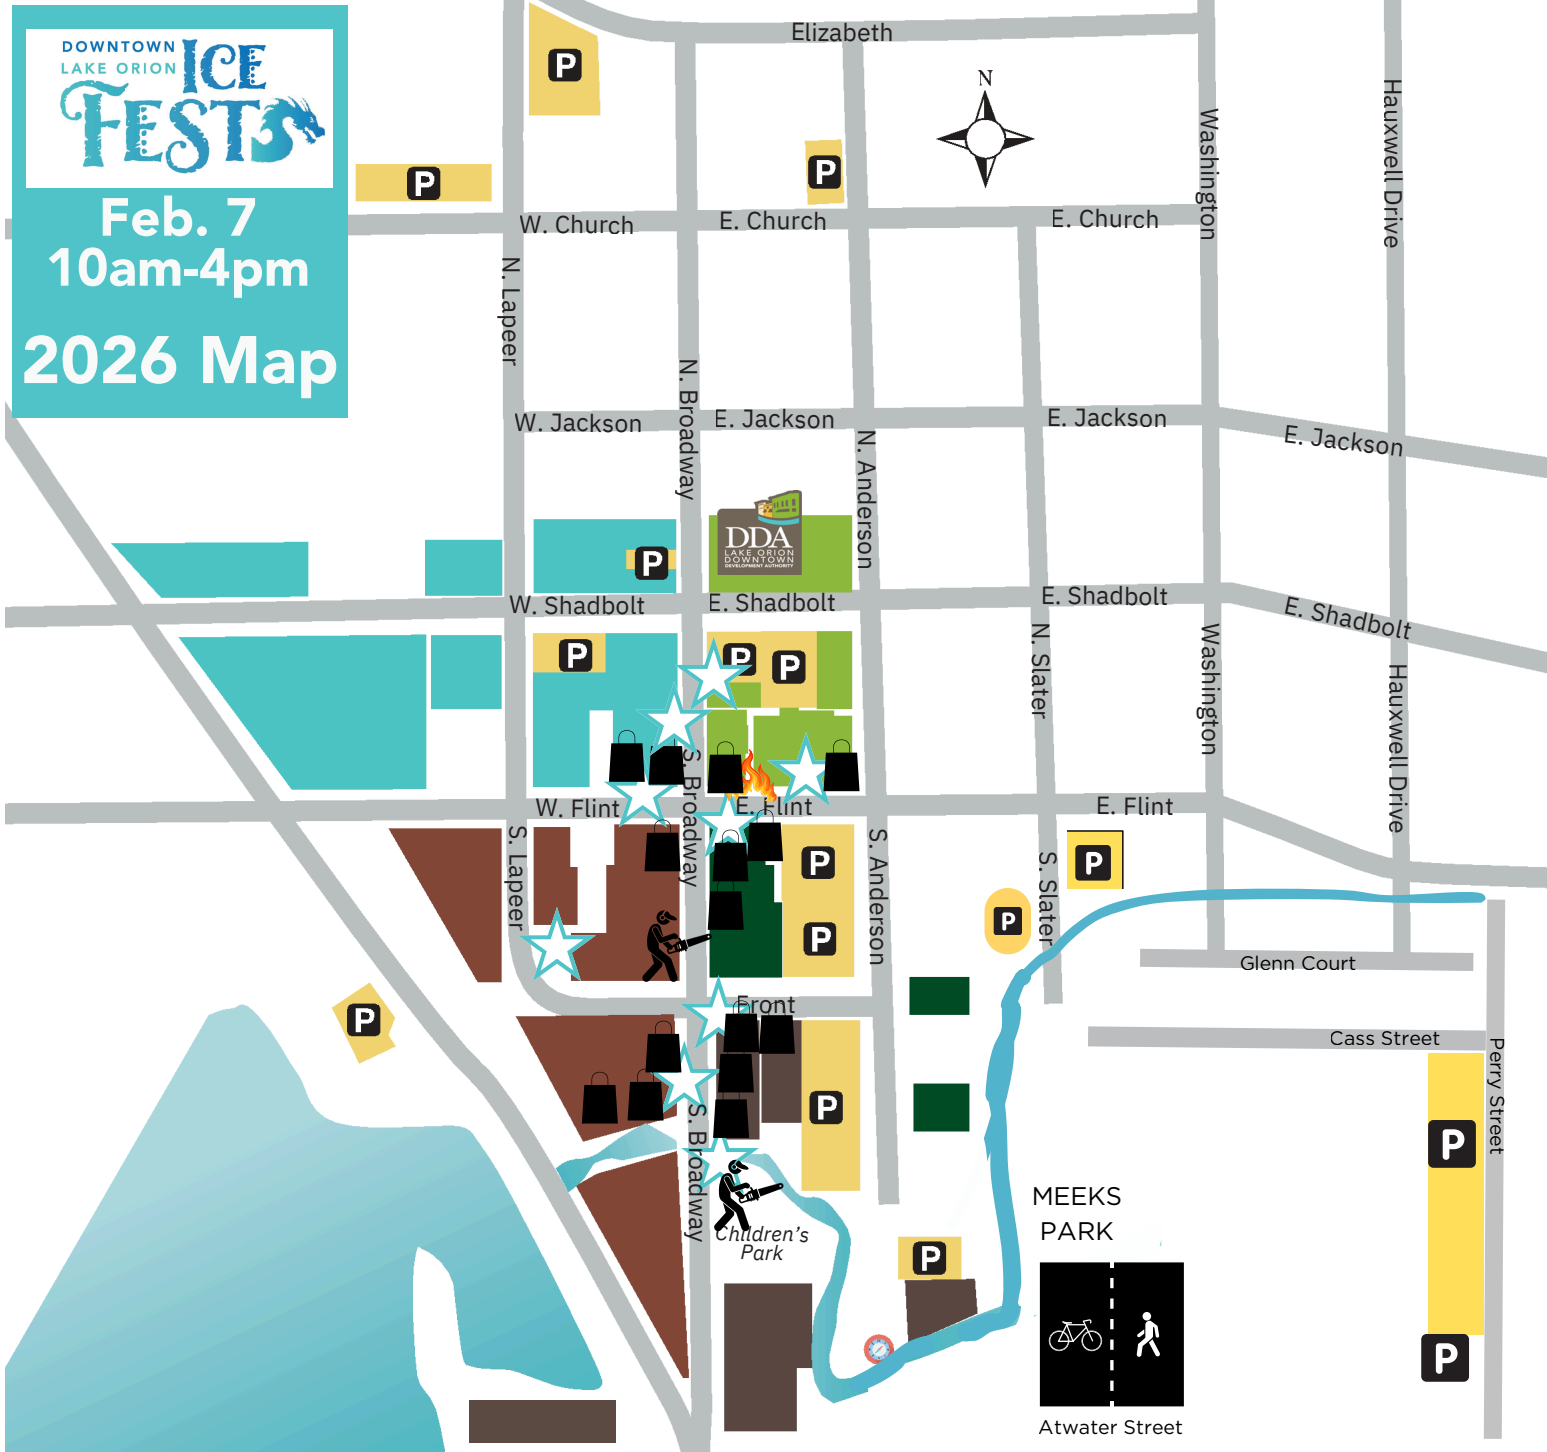 DOWNTOWN
LAKE ORION
ICE
FEST
Feb. 7
10am-4pm
2026 Map
Elizabeth
N
P
P
P
Washington
Hauxwell Drive
W. Church
E. Church
E. Church
N. Lapeer
N. Broadway
W. Jackson
E. Jackson
E. Jackson
E. Jackson
N. Anderson
DDA
LAKE ORION
DOWNTOWN
DEVELOPMENT AUTHORITY
P
W. Shadbolt
E. Shadbolt
E. Shadbolt
E. Shadbolt
N. Slater
Washington
Hauxwell Drive
P
P
P
S. Broadway
W. Flint
E. Flint
E. Flint
S. Lapeer
S. Anderson
S. Slater
P
P
P
P
P
Glenn Court
Front
P
Cass Street
Perry Street
P
P
S. Broadway
MEEKS
PARK
Children's
Park
P
P
Atwater Street